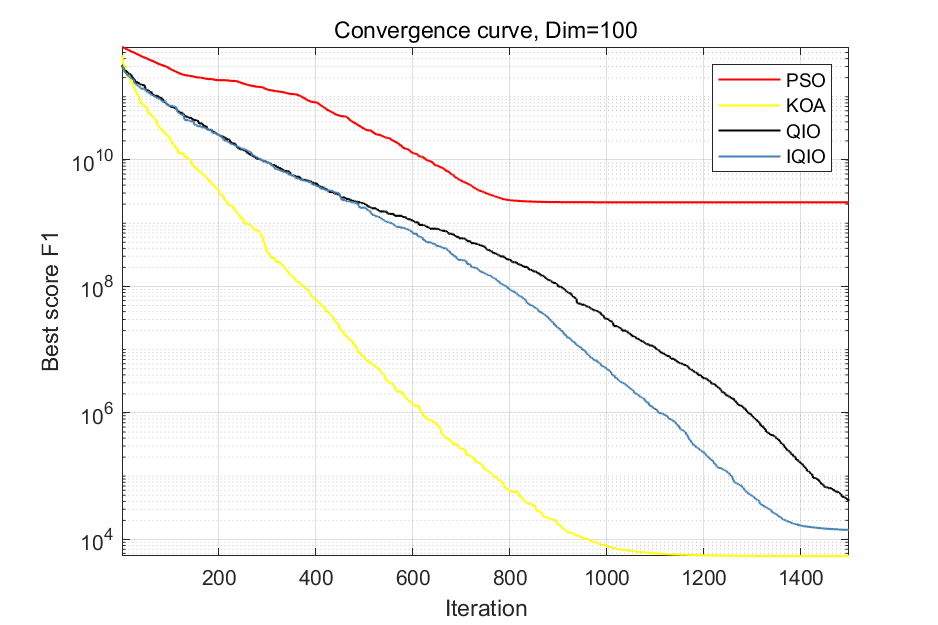 Convergence curve, Dim=100
PSO
KOA
QIO
IQIO
10^10
10^8
10^6
10^4
Best score F1
200 400 600 800 1000 1200 1400
Iteration